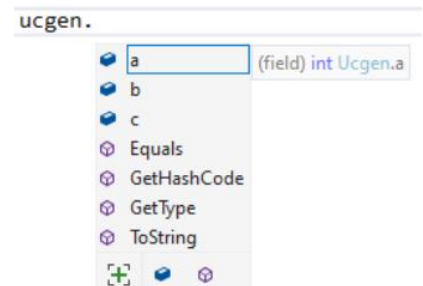 ucgen.
a
(field) int Ucgen.a
b
c
Equals
GetHashCode
GetType
ToString